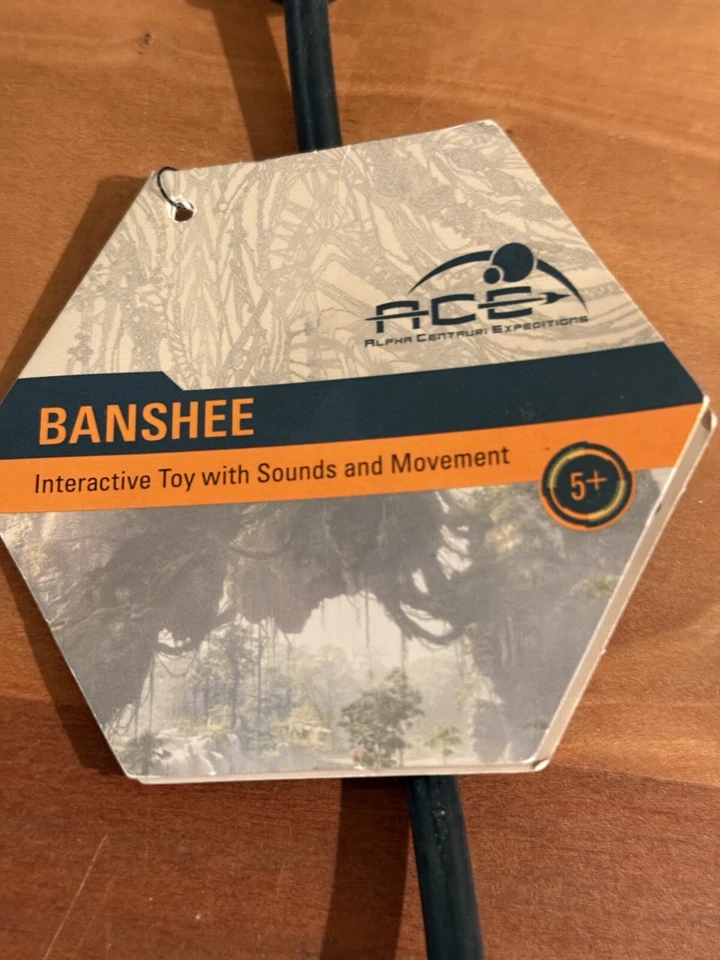 ACE
ALPHA CENTAURI EXPEDITIONS
BANSHEE
Interactive Toy with Sounds and Movement
5+